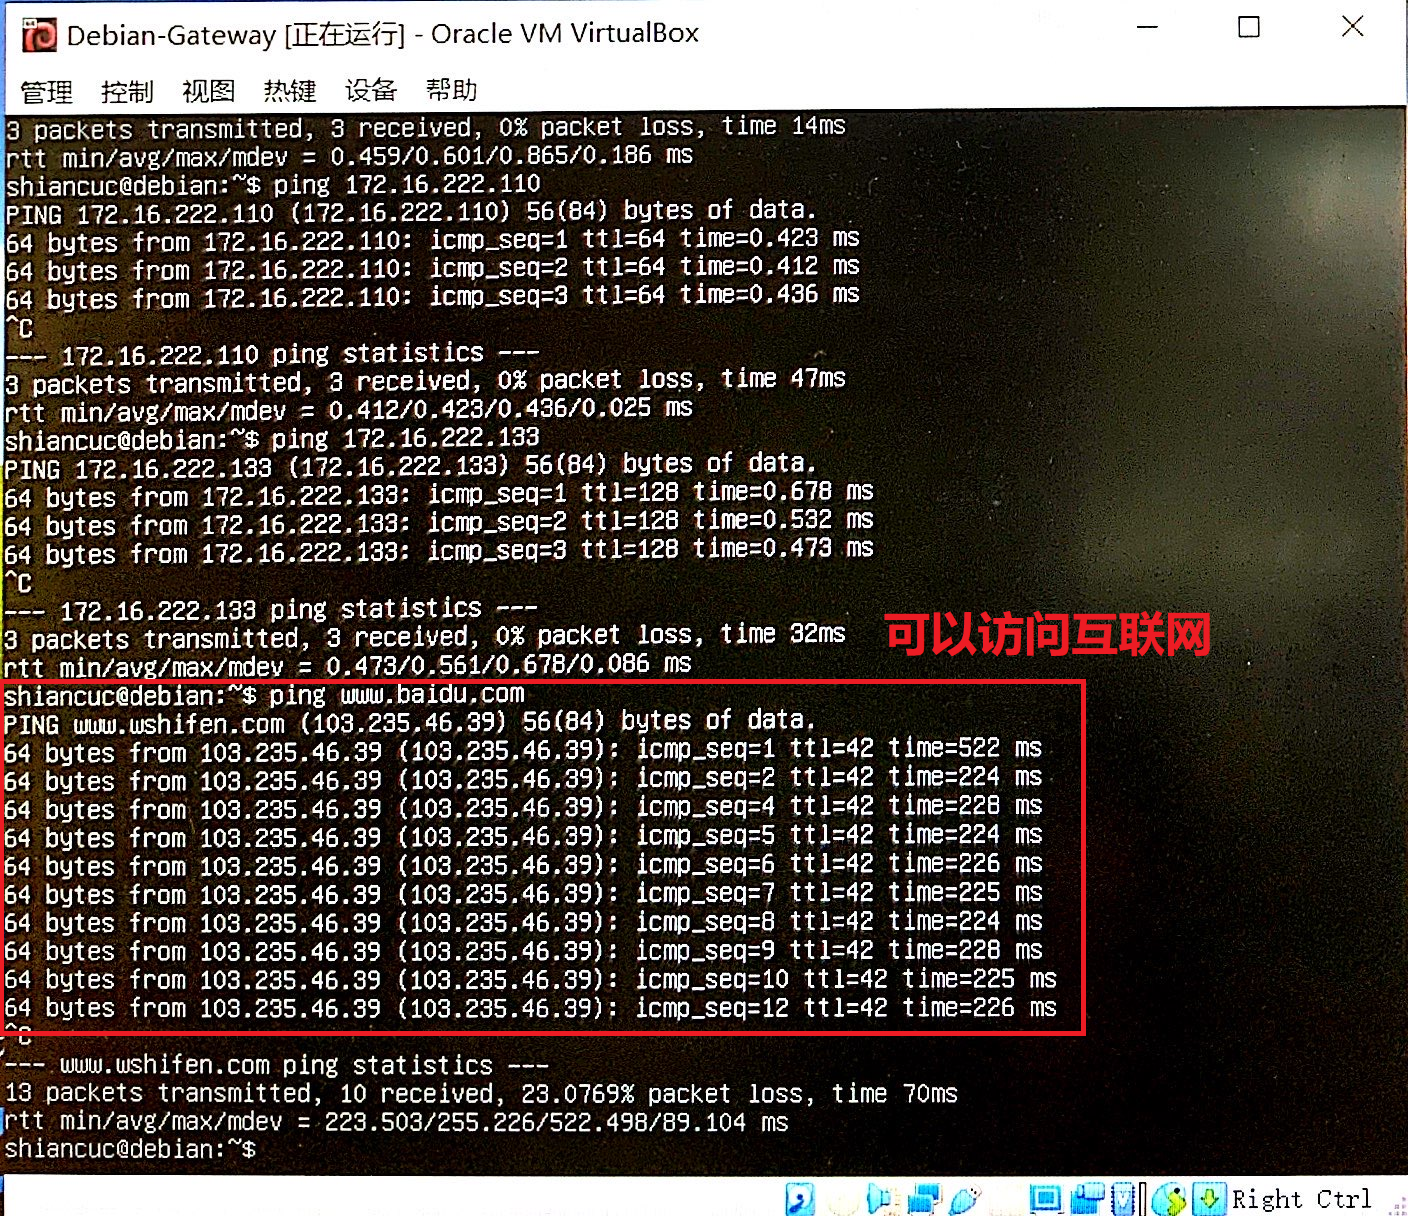 Debian-Gateway [正在运行] - Oracle VM VirtualBox
管理 控制 视图 热键 设备 帮助
3 packets transmitted, 3 received, 0% packet loss, time 14ms
rtt min/avg/max/mdev = 0.459/0.601/0.865/0.186 ms
shiancuc@debian:~$ ping 172.16.222.110
PING 172.16.222.110 (172.16.222.110) 56(84) bytes of data.
64 bytes from 172.16.222.110: icmp_seq=1 ttl=64 time=0.423 ms
64 bytes from 172.16.222.110: icmp_seq=2 ttl=64 time=0.412 ms
64 bytes from 172.16.222.110: icmp_seq=3 ttl=64 time=0.436 ms
^C
--- 172.16.222.110 ping statistics ---
3 packets transmitted, 3 received, 0% packet loss, time 47ms
rtt min/avg/max/mdev = 0.412/0.423/0.436/0.025 ms
shiancuc@debian:~$ ping 172.16.222.133
PING 172.16.222.133 (172.16.222.133) 56(84) bytes of data.
64 bytes from 172.16.222.133: icmp_seq=1 ttl=128 time=0.678 ms
64 bytes from 172.16.222.133: icmp_seq=2 ttl=128 time=0.532 ms
64 bytes from 172.16.222.133: icmp_seq=3 ttl=128 time=0.473 ms
^C
--- 172.16.222.133 ping statistics ---
3 packets transmitted, 3 received, 0% packet loss, time 32ms
可以访问互联网
rtt min/avg/max/mdev = 0.473/0.561/0.678/0.086 ms
shiancuc@debian:~$ ping www.baidu.com
PING www.wshifen.com (103.235.46.39) 56(84) bytes of data.
64 bytes from 103.235.46.39 (103.235.46.39): icmp_seq=1 ttl=42 time=522 ms
64 bytes from 103.235.46.39 (103.235.46.39): icmp_seq=2 ttl=42 time=224 ms
64 bytes from 103.235.46.39 (103.235.46.39): icmp_seq=4 ttl=42 time=228 ms
64 bytes from 103.235.46.39 (103.235.46.39): icmp_seq=5 ttl=42 time=224 ms
64 bytes from 103.235.46.39 (103.235.46.39): icmp_seq=6 ttl=42 time=226 ms
64 bytes from 103.235.46.39 (103.235.46.39): icmp_seq=7 ttl=42 time=225 ms
64 bytes from 103.235.46.39 (103.235.46.39): icmp_seq=8 ttl=42 time=224 ms
64 bytes from 103.235.46.39 (103.235.46.39): icmp_seq=9 ttl=42 time=228 ms
64 bytes from 103.235.46.39 (103.235.46.39): icmp_seq=10 ttl=42 time=225 ms
64 bytes from 103.235.46.39 (103.235.46.39): icmp_seq=12 ttl=42 time=226 ms
^C
--- www.wshifen.com ping statistics ---
13 packets transmitted, 10 received, 23.0769% packet loss, time 70ms
rtt min/avg/max/mdev = 223.503/255.226/522.498/89.104 ms
shiancuc@debian:~$
Right Ctrl